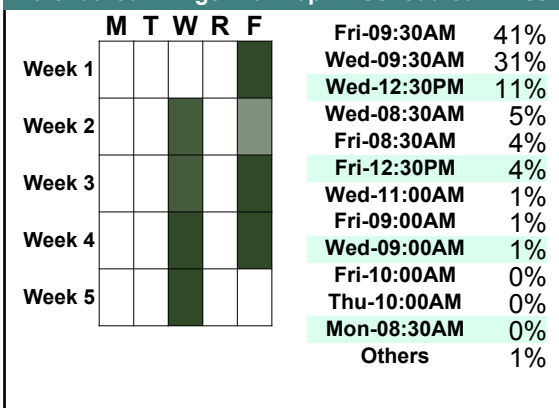 M T W R F
Week 1
Week 2
Week 3
Week 4
Week 5
Fri-09:30AM 41%
Wed-09:30AM 31%
Wed-12:30PM 11%
Wed-08:30AM 5%
Fri-08:30AM 4%
Fri-12:30PM 4%
Wed-11:00AM 1%
Fri-09:00AM 1%
Wed-09:00AM 1%
Fri-10:00AM 0%
Thu-10:00AM 0%
Mon-08:30AM 0%
Others 1%